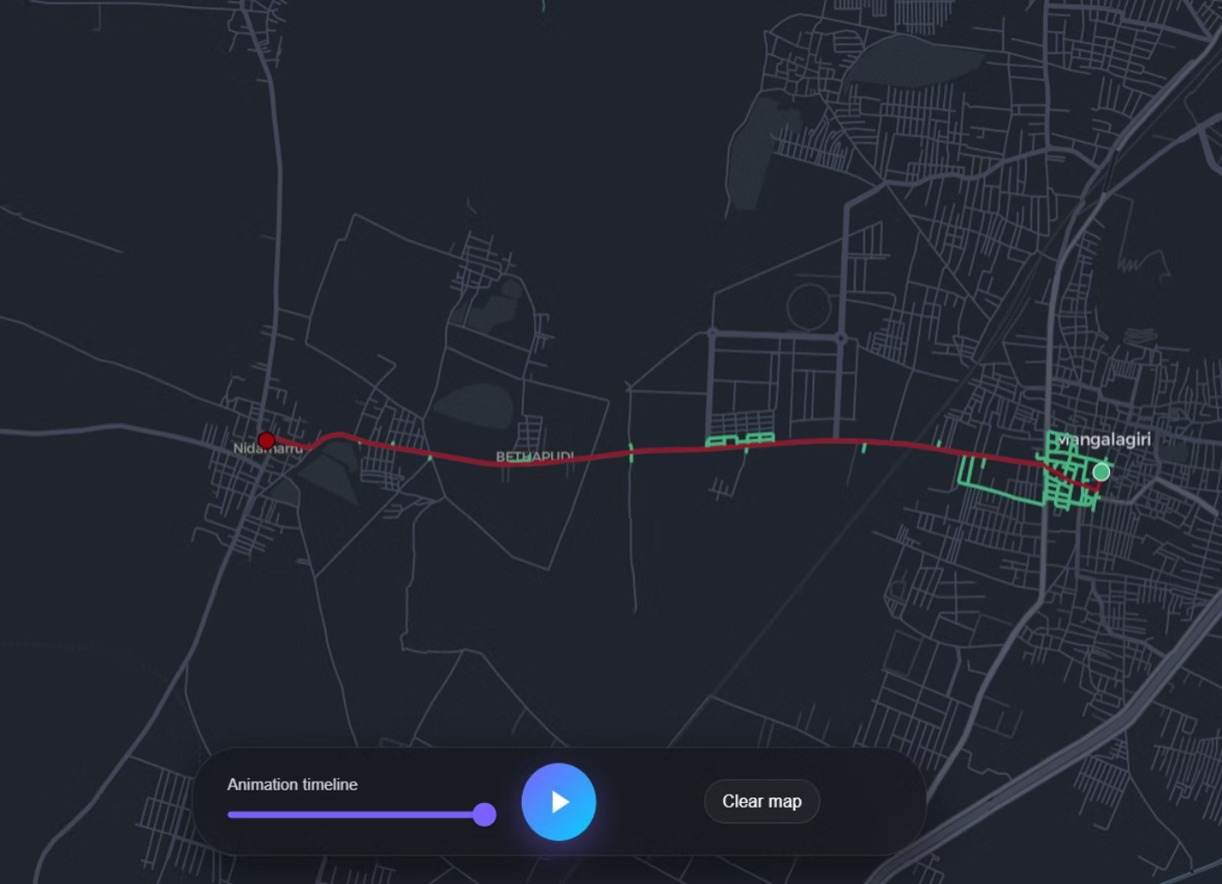 Mangalagiri
Nidamarru
BETHAPUDI
Animation timeline
Clear map